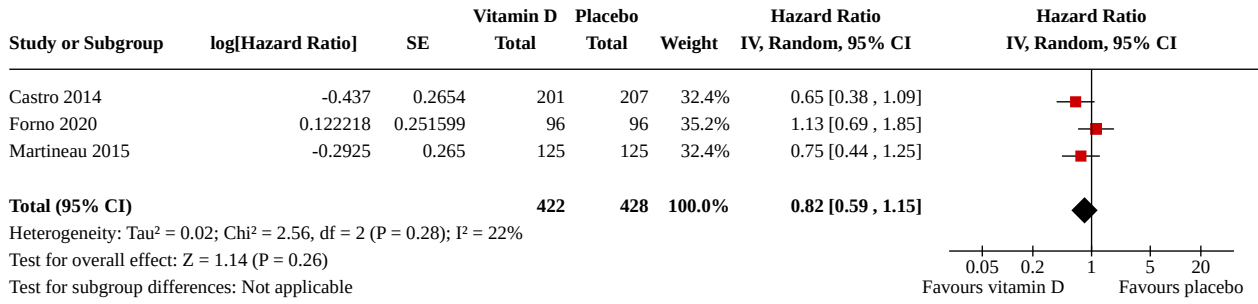 Vitamin D Placebo Hazard Ratio Hazard Ratio
Study or Subgroup log[Hazard Ratio] SE Total Total Weight IV, Random, 95% CI IV, Random, 95% CI
Castro 2014 -0.437 0.2654 201 207 32.4% 0.65 [0.38 , 1.09]
Forno 2020 0.122218 0.251599 96 96 35.2% 1.13 [0.69 , 1.85]
Martineau 2015 -0.2925 0.265 125 125 32.4% 0.75 [0.44 , 1.25]
Total (95% CI) 422 428 100.0% 0.82 [0.59 , 1.15]
Heterogeneity: Tau² = 0.02; Chi² = 2.56, df = 2 (P = 0.28); I² = 22%
Test for overall effect: Z = 1.14 (P = 0.26) 0.05 0.2 1 5 20
Test for subgroup differences: Not applicable Favours vitamin D Favours placebo